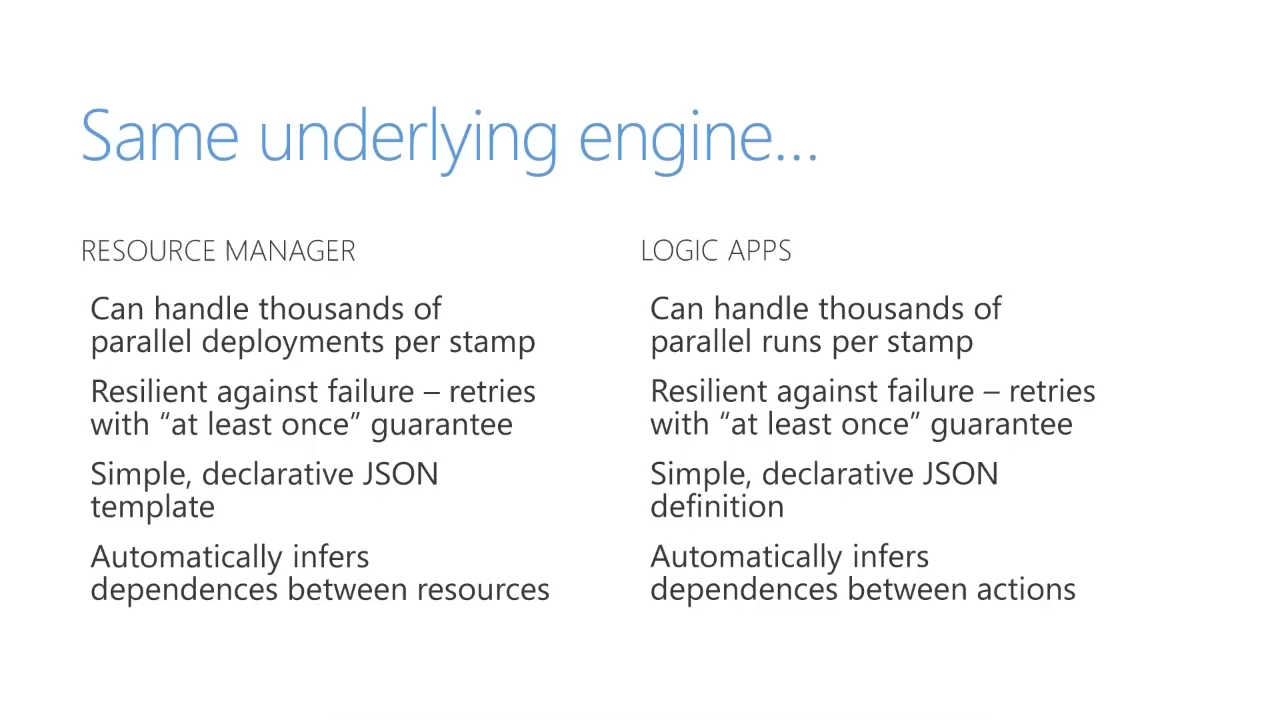 Same underlying engine...
RESOURCE MANAGER
Can handle thousands of
parallel deployments per stamp
Resilient against failure – retries
with “at least once” guarantee
Simple, declarative JSON
template
Automatically infers
dependences between resources
LOGIC APPS
Can handle thousands of
parallel runs per stamp
Resilient against failure – retries
with “at least once” guarantee
Simple, declarative JSON
definition
Automatically infers
dependences between actions